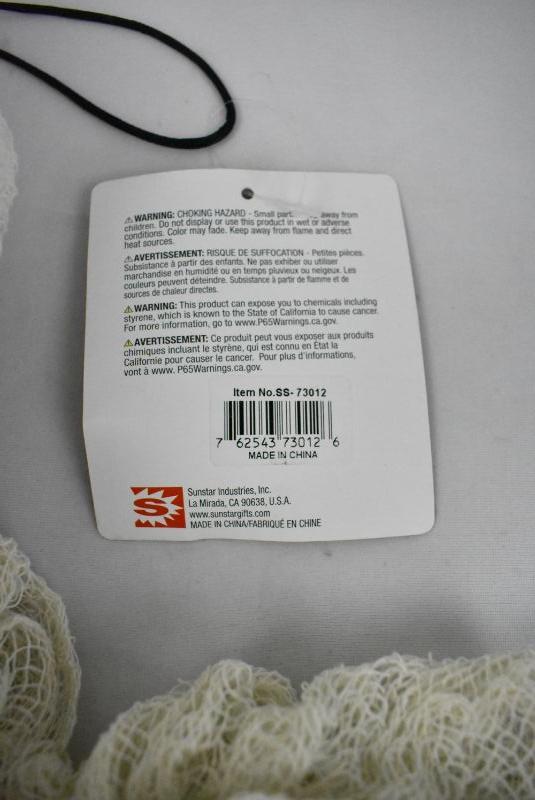 ⚠WARNING: CHOKING HAZARD - Small away from
children. Do not display or use this product in wet or adverse
conditions. Color may fade. Keep away from flame and direct
heat sources.
⚠AVERTISSEMENT: RISQUE DE SUFFOCATION - Petites pièces.
Subsistance à partir des enfants. Ne pas exhiber ou utiliser
marchandise en humidité ou en temps pluvieux ou neigeux. Les
couleurs peuvent déteindre. Subsistance à partir de flamme et de
sources de chaleur directes.
⚠WARNING: This product can expose you to chemicals including
styrene, which is known to the State of California to cause cancer.
For more information, go to www.P65Warnings.ca.gov.
⚠AVERTISSEMENT: Ce produit peut vous exposer aux produits
chimiques incluant le styrène, qui est connu en État la
Californie pour causer le cancer. Pour plus d'informations,
vont à www. P65Warnings.ca.gov.
Item No.SS- 73012
7 62543 73012 6
MADE IN CHINA
S
Sunstar Industries, Inc.
La Mirada, CA 90638, U.S.A.
www.sunstargifts.com
MADE IN CHINA/FABRIQUÉ EN CHINE